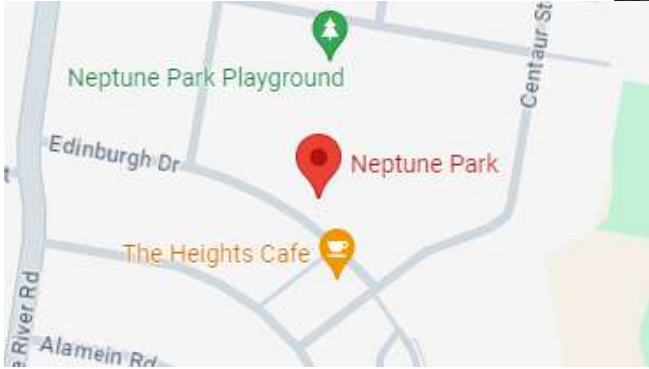 Centaur St
Neptune Park Playground
Edinburgh Dr
Neptune Park
The Heights Cafe
River Rd
Alamein Rd